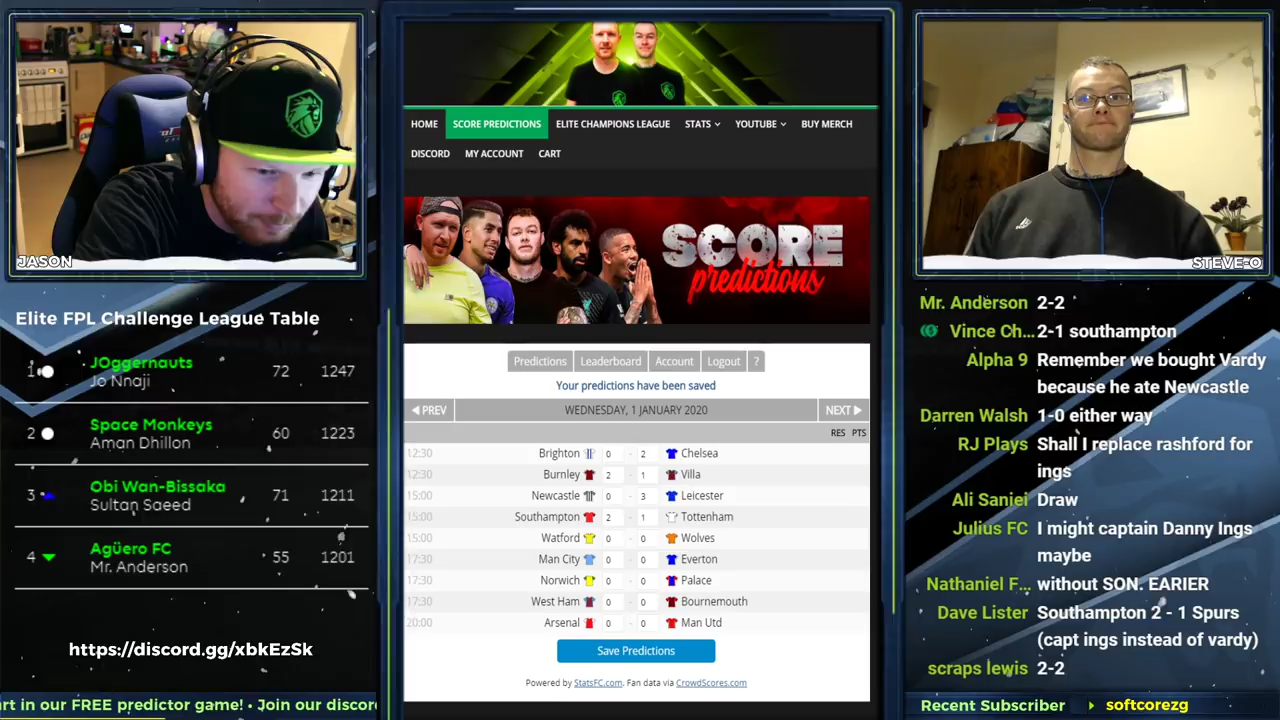 JASON
STEVE-O
HOME SCORE PREDICTIONS ELITE CHAMPIONS LEAGUE STATS YOUTUBE BUY MERCH
DISCORD MY ACCOUNT CART
SCORE
predictions
Elite FPL Challenge League Table
1 JOggernauts 72 1247
Jo Nnaji
2 Space Monkeys 60 1223
Aman Dhillon
3 Obi Wan-Bissaka 71 1211
Sultan Saeed
4 Agüero FC 55 1201
Mr. Anderson
https://discord.gg/xbkEzSk
rt in our FREE predictor game! • Join our discor
Predictions Leaderboard Account Logout ?
Your predictions have been saved
PREV WEDNESDAY, 1 JANUARY 2020 NEXT
RES PTS
12:30 Brighton 0 - 2 Chelsea
12:30 Burnley 2 - 1 Villa
15:00 Newcastle 0 - 3 Leicester
15:00 Southampton 2 - 1 Tottenham
15:00 Watford 0 - 0 Wolves
17:30 Man City 0 - 0 Everton
17:30 Norwich 0 - 0 Palace
17:30 West Ham 0 - 0 Bournemouth
20:00 Arsenal 0 - 0 Man Utd
Save Predictions
Powered by StatsFC.com. Fan data via CrowdScores.com
Mr. Anderson 2-2
Vince Ch... 2-1 southampton
Alpha 9 Remember we bought Vardy
because he ate Newcastle
Darren Walsh 1-0 either way
RJ Plays Shall I replace rashford for
ings
Ali Saniei Draw
Julius FC I might captain Danny Ings
maybe
Nathaniel F... without SON. EARIER
Dave Lister Southampton 2 - 1 Spurs
(capt ings instead of vardy)
scraps lewis 2-2
Recent Subscriber softcorezg